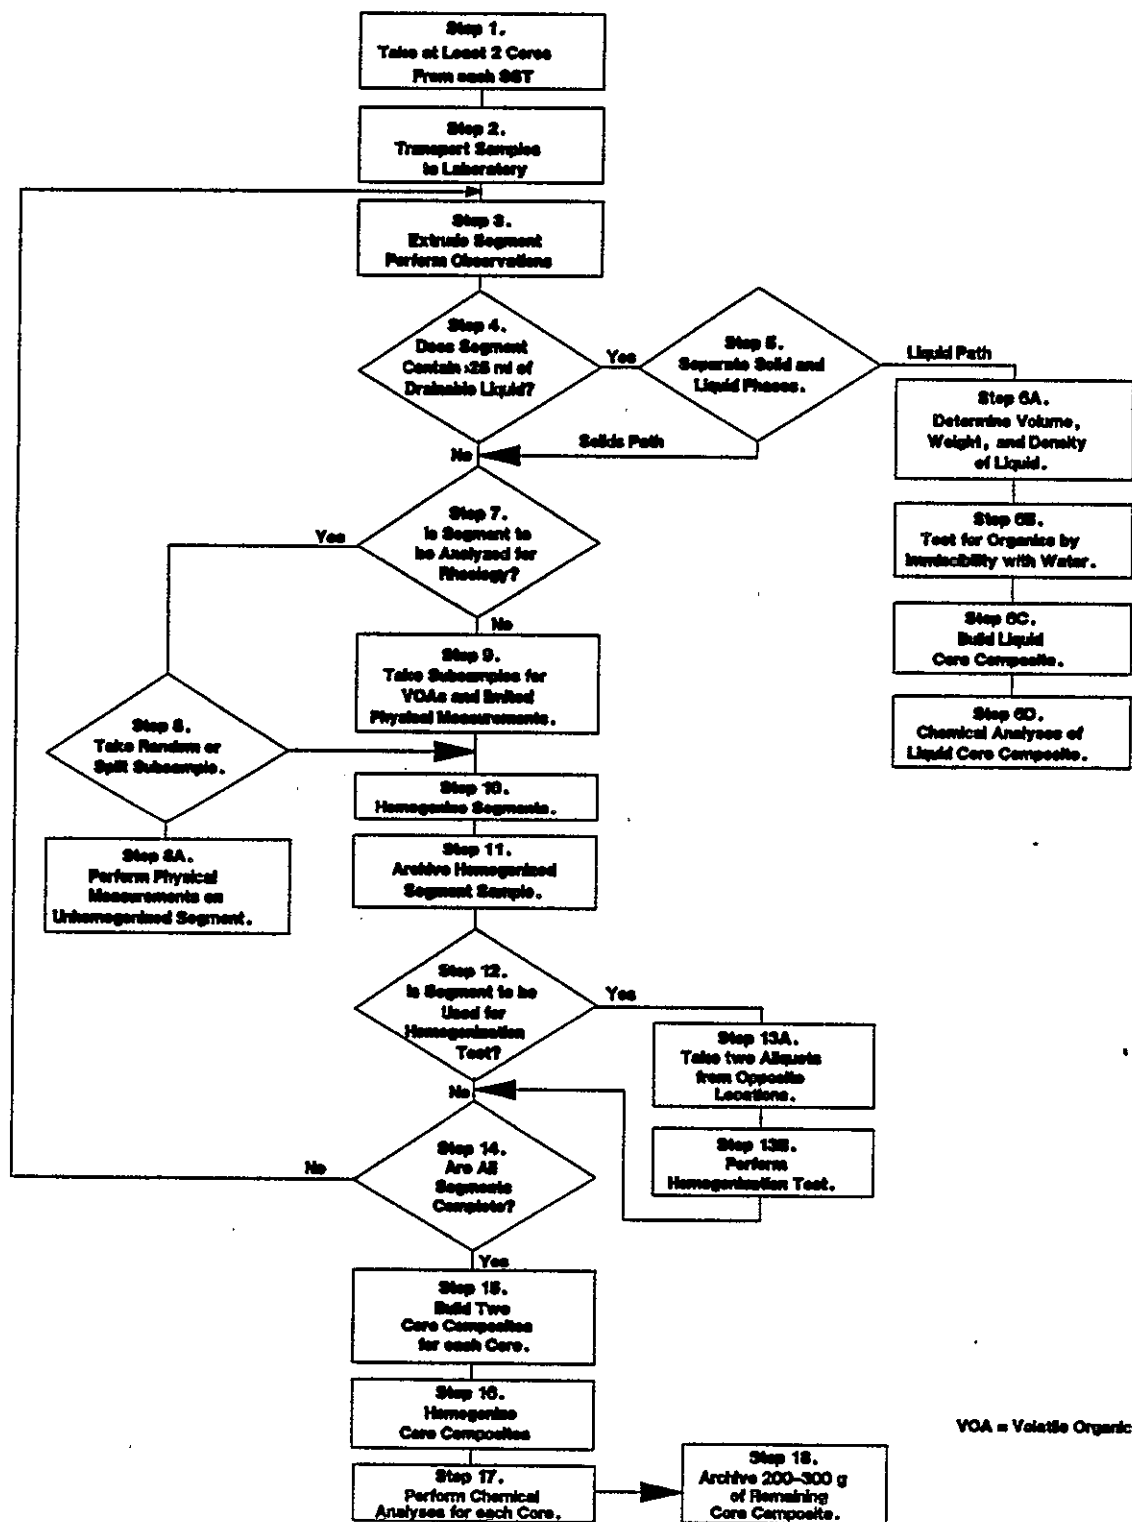 Step 1.
Take at Least 2 Cores
From each SST
Step 2.
Transport Samples
to Laboratory
Step 3.
Extrude Segment
Perform Observations
Step 4.
Does Segment
Contain >25 ml of
Drainable Liquid?
Yes
No
Step 5.
Separate Solid and
Liquid Phases.
Liquid Path
Solids Path
Step 6A.
Determine Volume,
Weight, and Density
of Liquid.
Step 6B.
Test for Organics by
Immiscibility with Water.
Step 6C.
Build Liquid
Core Composite.
Step 6D.
Chemical Analyses of
Liquid Core Composite.
Step 7.
Is Segment to
be Analyzed for
Rheology?
Yes
No
Step 8.
Take Random or
Split Subsample.
Step 8A.
Perform Physical
Measurements on
Unhomogenized Segment.
Step 9.
Take Subsamples for
VOAs and limited
Physical Measurements.
Step 10.
Homogenize Segments.
Step 11.
Archive Homogenized
Segment Sample.
Step 12.
Is Segment to be
Used for
Homogenization
Test?
Yes
No
Step 13A.
Take two Aliquots
from Opposite
Locations.
Step 13B.
Perform
Homogenization Test.
Step 14.
Are All
Segments
Complete?
No
Yes
Step 15.
Build Two
Core Composites
for each Core.
Step 16.
Homogenize
Core Composites
Step 17.
Perform Chemical
Analyses for each Core.
Step 18.
Archive 200-300 g
of Remaining
Core Composite.
VOA = Volatile Organic